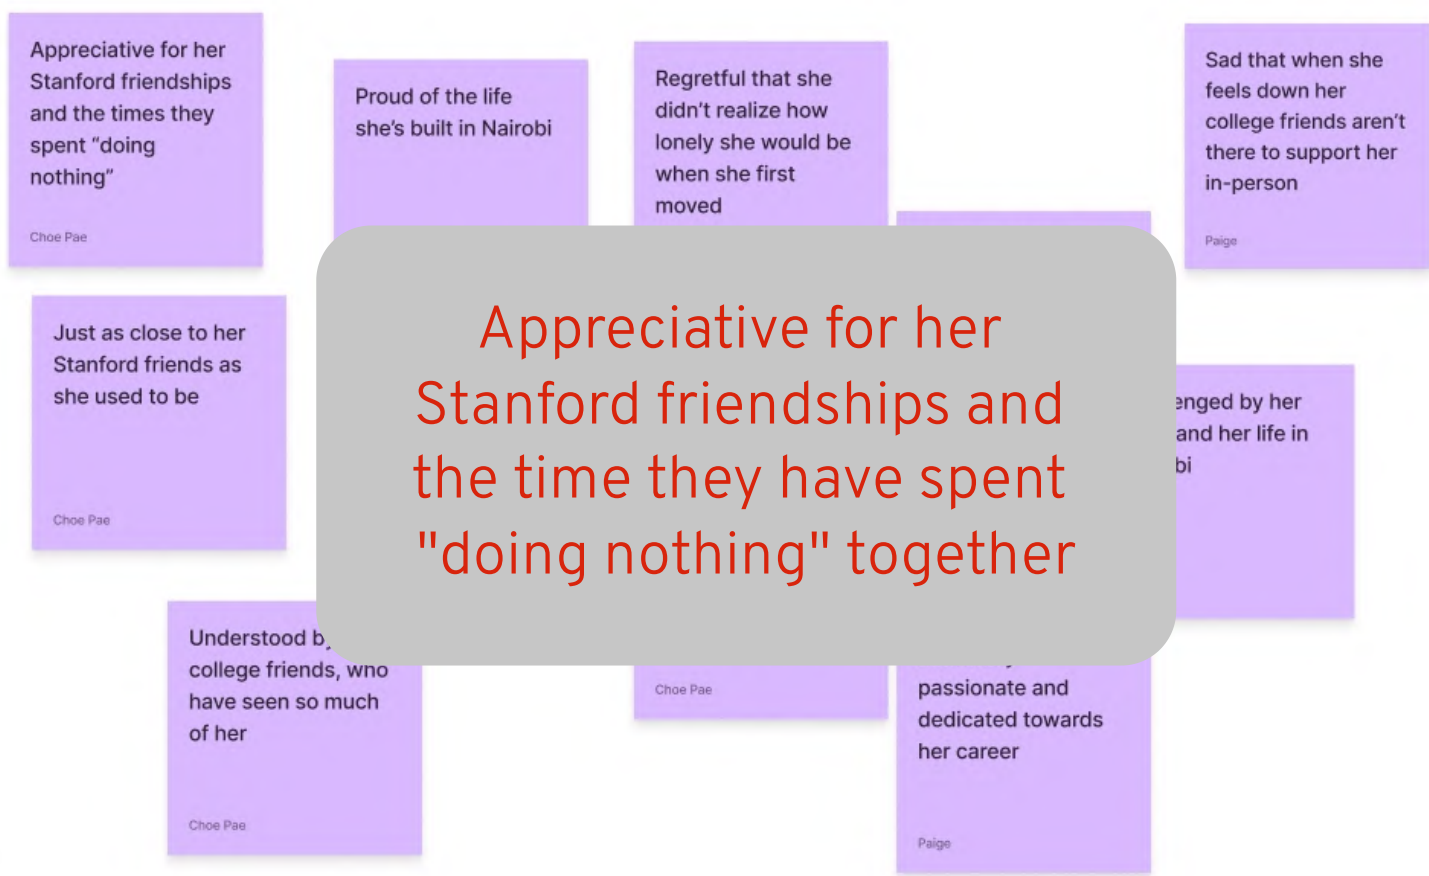 Appreciative for her
Stanford friendships
and the times they
spent “doing
nothing”
Choe Pae
Proud of the life
she’s built in Nairobi
Regretful that she
didn’t realize how
lonely she would be
when she first
moved
Sad that when she
feels down her
college friends aren’t
there to support her
in-person
Paige
Just as close to her
Stanford friends as
she used to be
Choe Pae
Appreciative for her
Stanford friendships and
the time they have spent
"doing nothing" together
enged by her
and her life in
bi
Understood
college friends, who
have seen so much
of her
Choe Pae
Choe Pae
passionate and
dedicated towards
her career
Paige